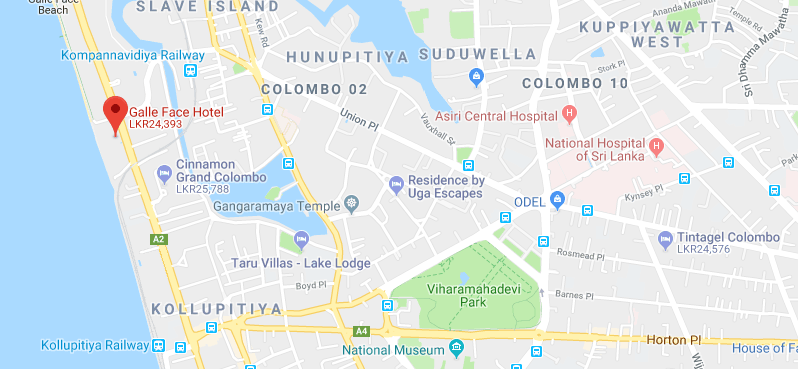 Galle Face
Beach
SLAVE ISLAND
Kew Rd
KUPPIYAWATTA
WEST
Temple Rd
Sri Dhamma Mawatha
Kompannavidiya Railway
HUNUPITIYA
SUDUWELLA
Stork Pl
COLOMBO 02
COLOMBO 10
Galle Face Hotel
LKR24,393
Union Pl
Vauxhall St
Asiri Central Hospital
National Hospital
of Sri Lanka
Cinnamon
Grand Colombo
LKR25,788
Residence by
Uga Escapes
Kynsey Pl
Gangaramaya Temple
ODEL
A2
Tintagel Colombo
LKR24,576
Taru Villas - Lake Lodge
Rosmead Pl
Boyd Pl
Viharamahadevi
Park
Barnes Pl
KOLLUPITIYA
A4
Horton Pl
Kollupitiya Railway
National Museum
House of Fa